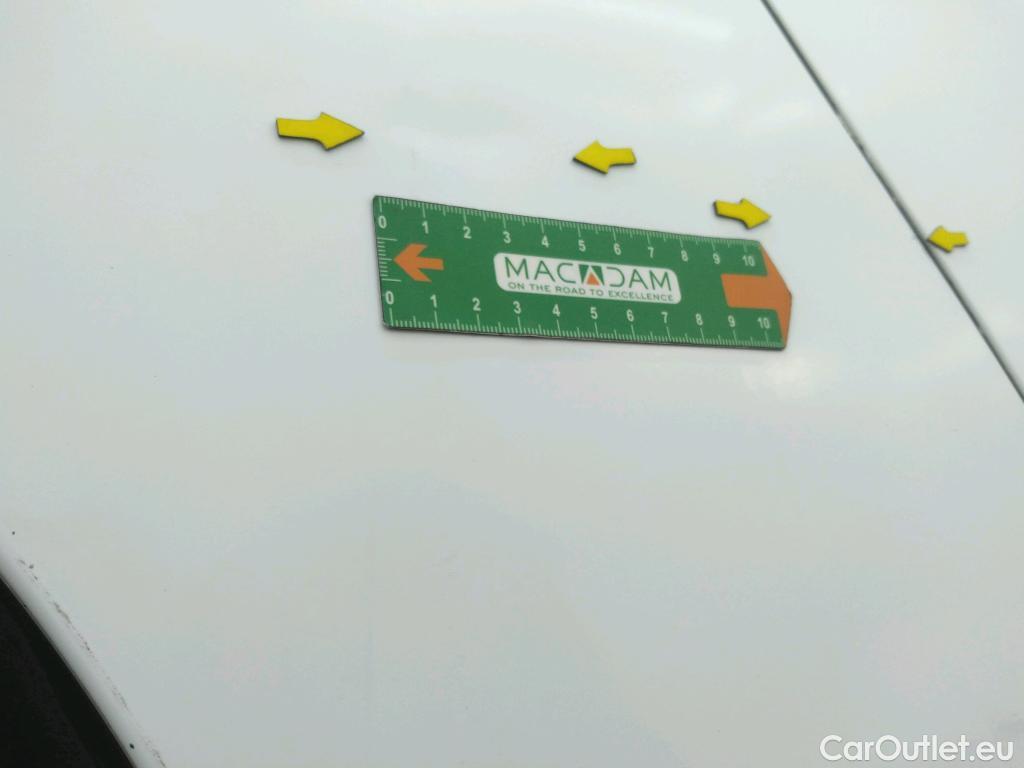 0 1 2 3 4 5 6 7 8 9 10
MACADAM
ON THE ROAD TO EXCELLENCE
0 1 2 3 4 5 6 7 8 9 10
CarOutlet.eu